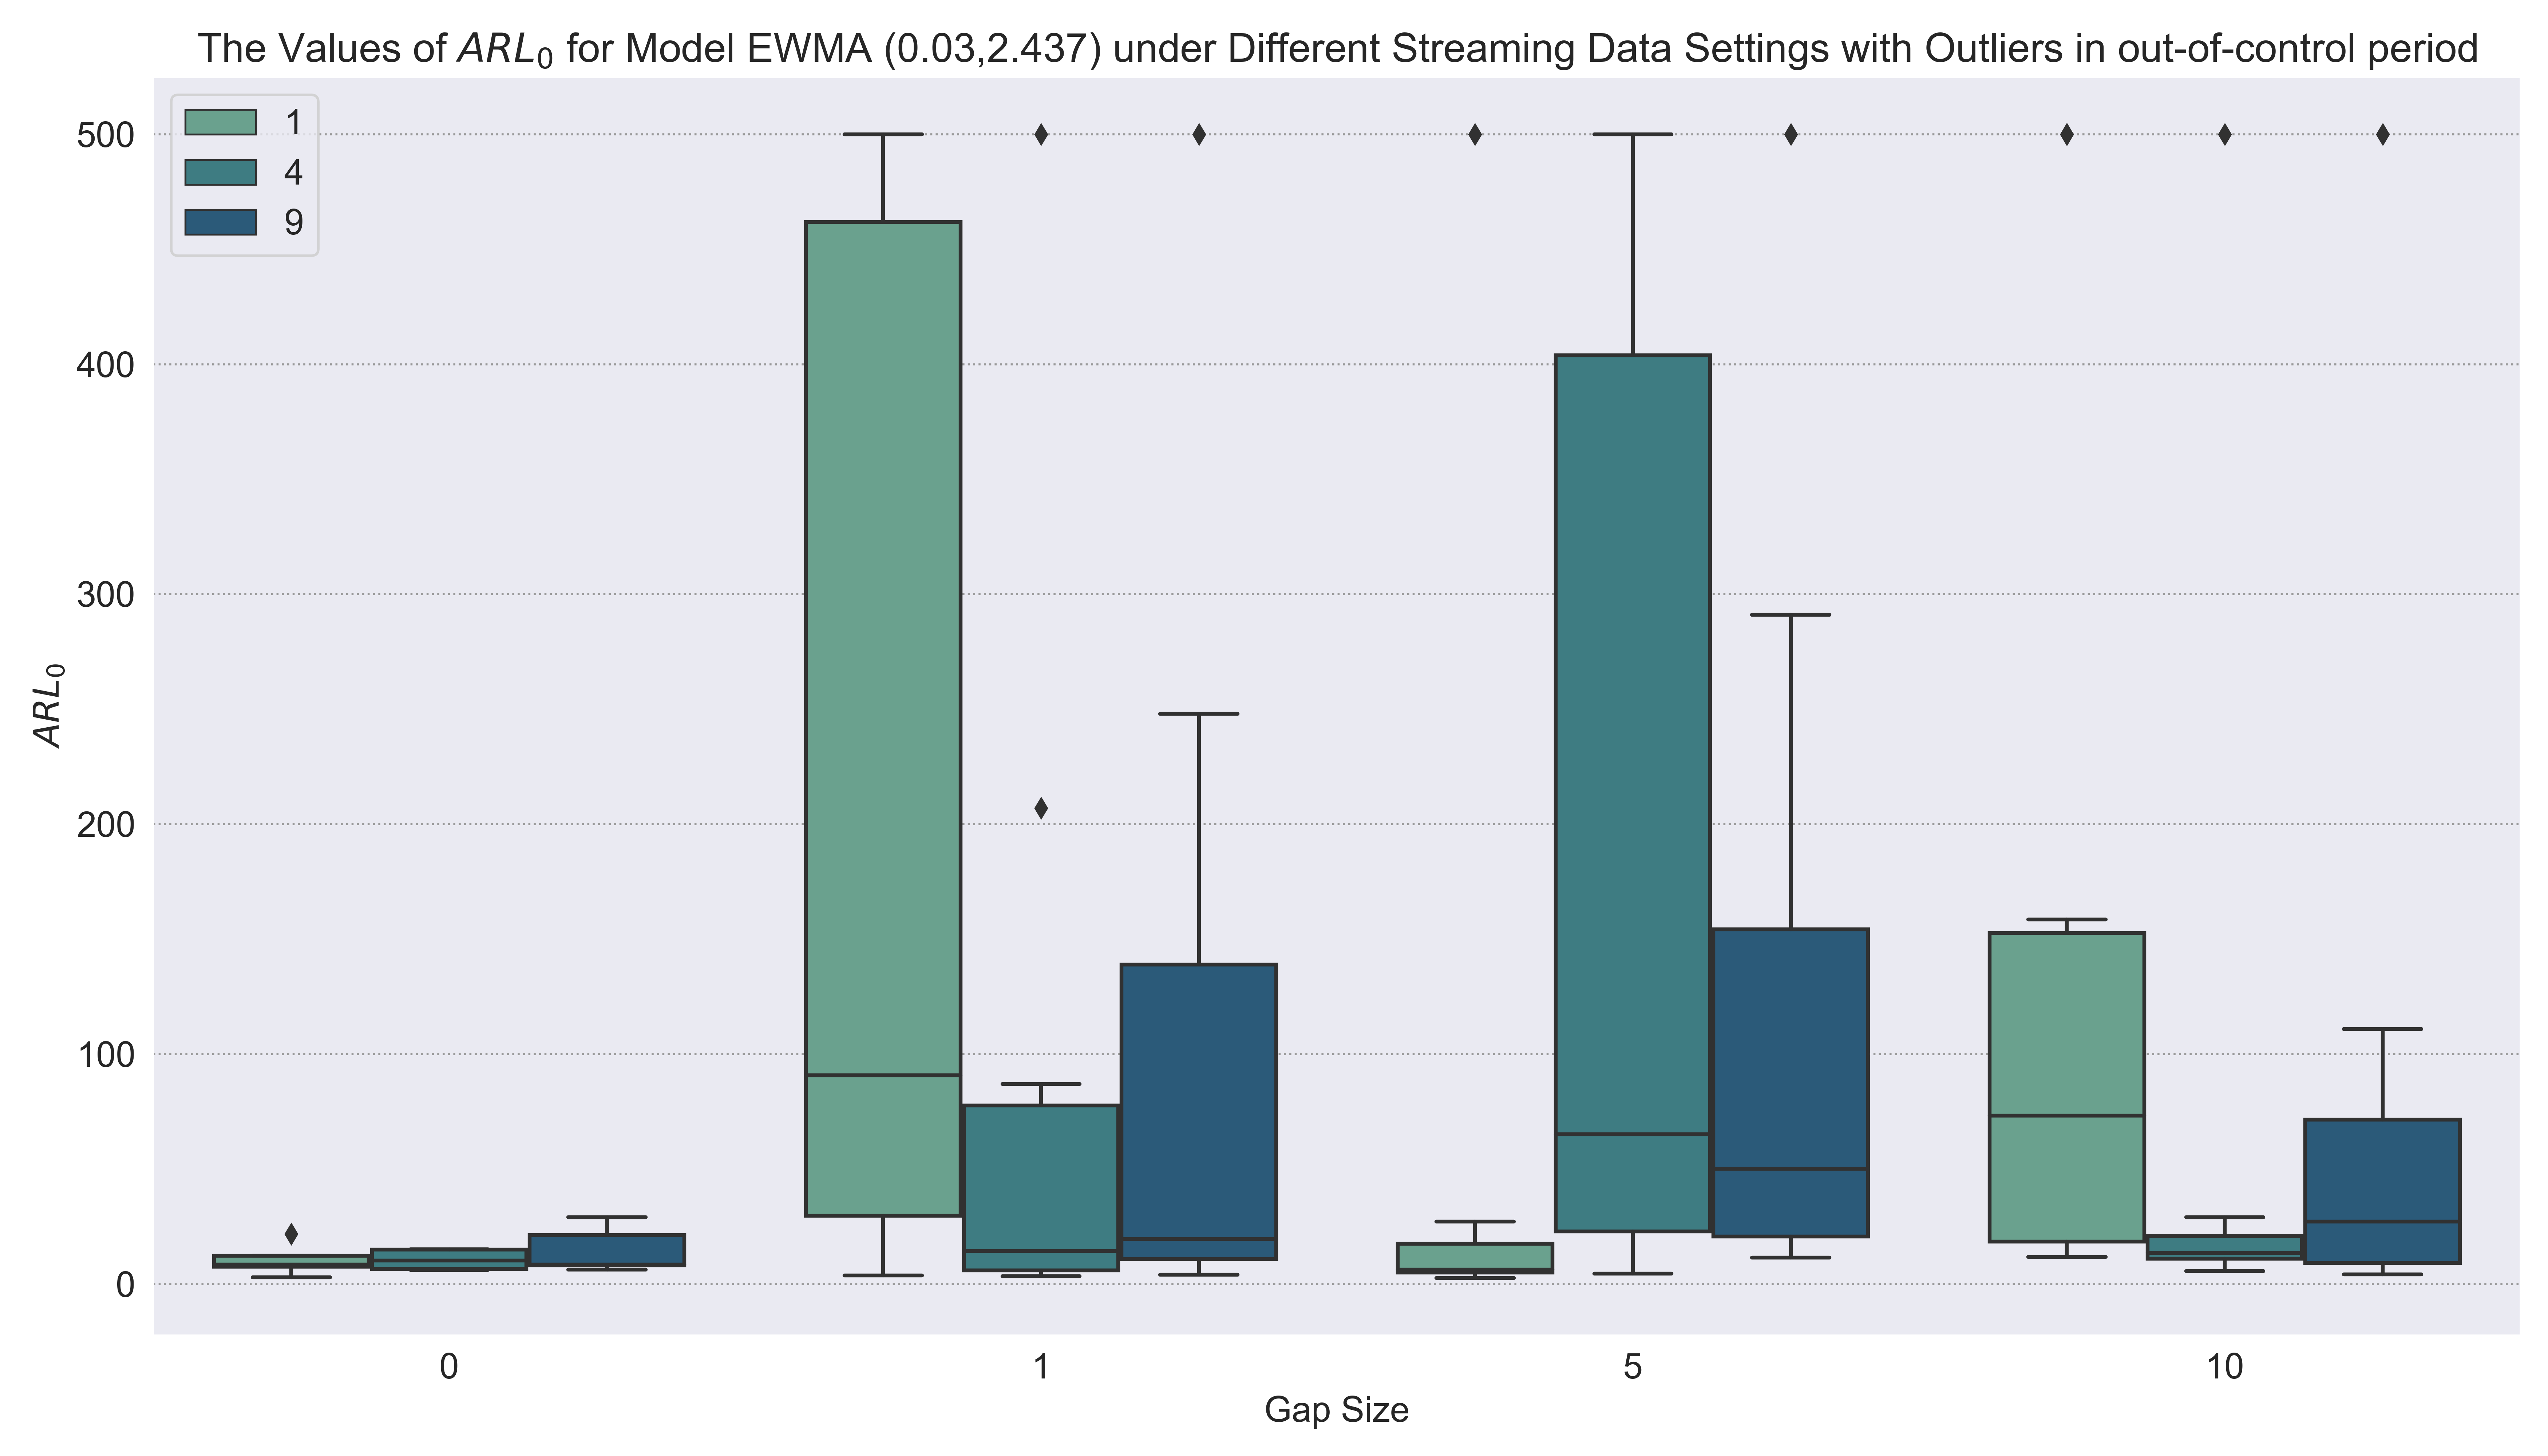 The Values of ARL₀ for Model EWMA (0.03,2.437) under Different Streaming Data Settings with Outliers in out-of-control period
1
4
9
500
400
300
200
100
0
ARL₀
0 1 5 10
Gap Size